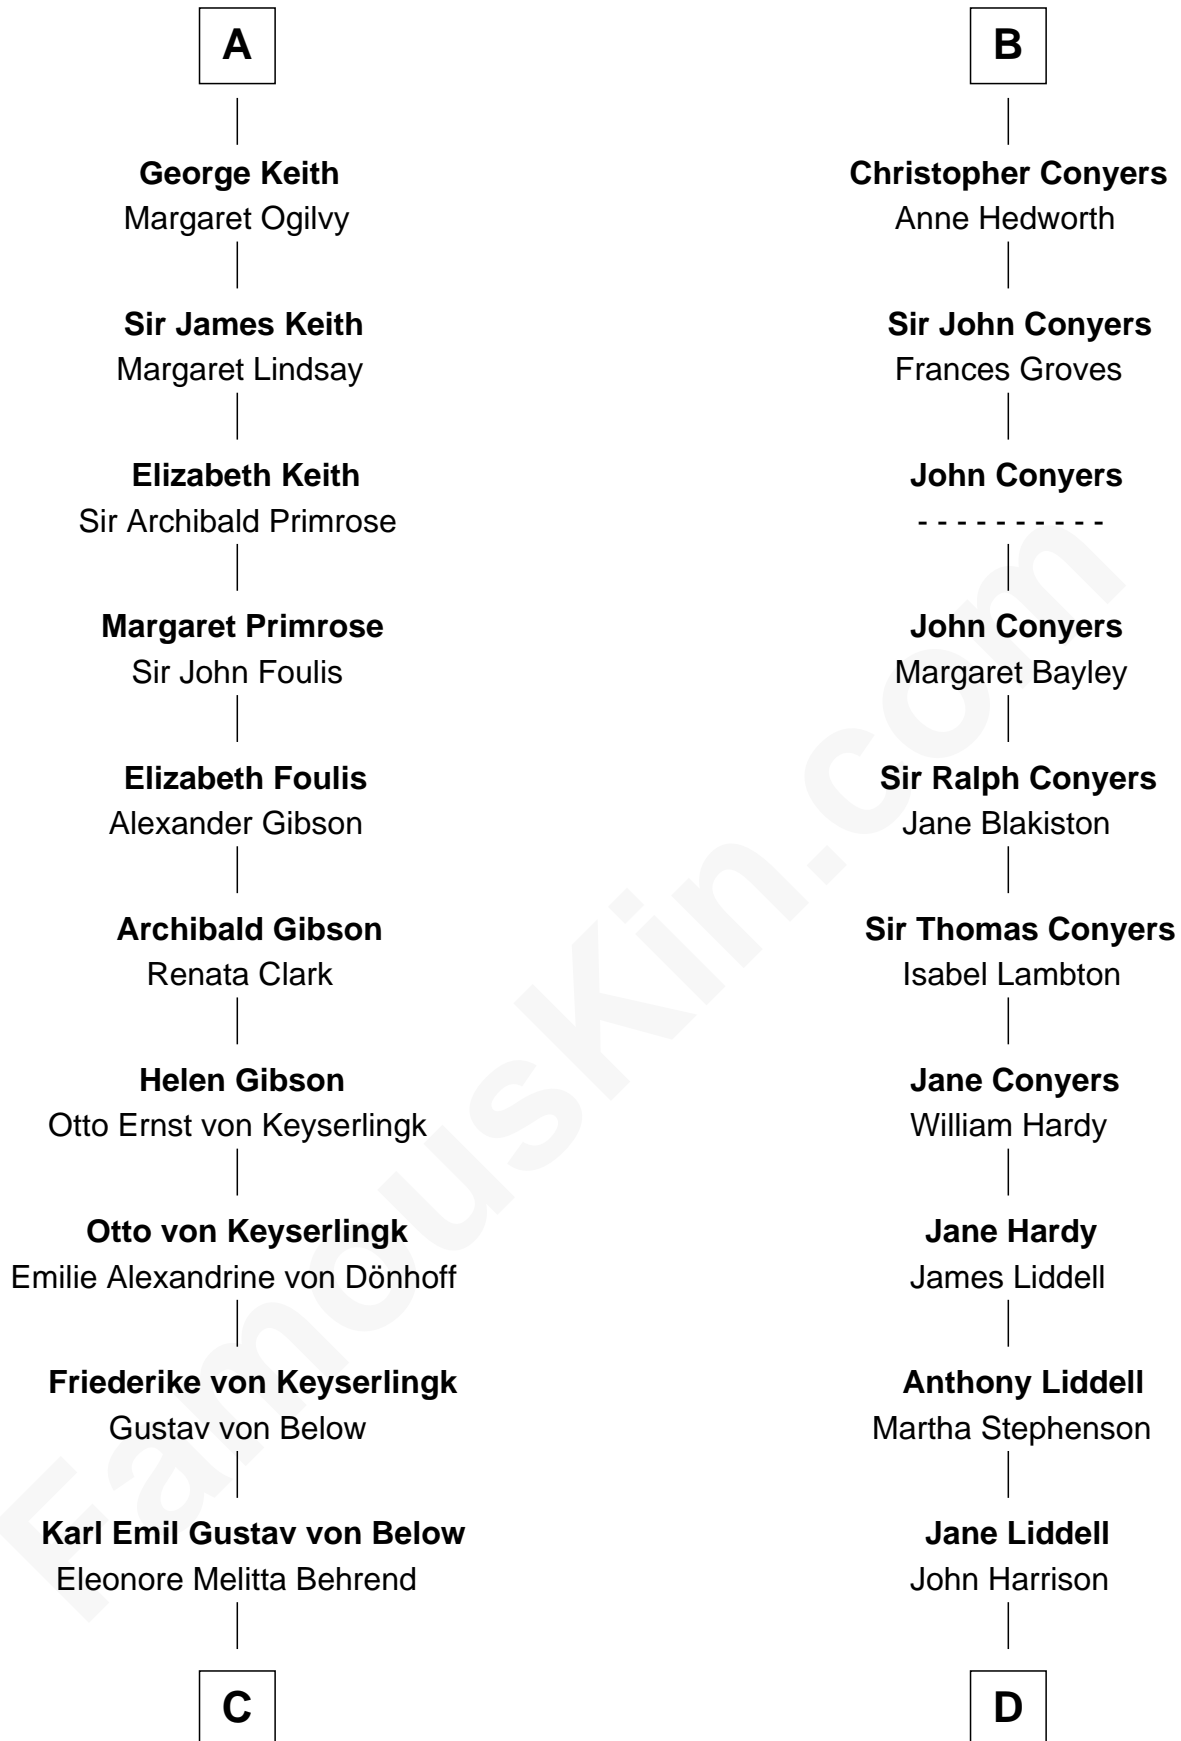 A
George Keith
Margaret Ogilvy
Sir James Keith
Margaret Lindsay
Elizabeth Keith
Sir Archibald Primrose
Margaret Primrose
Sir John Foulis
Elizabeth Foulis
Alexander Gibson
Archibald Gibson
Renata Clark
Helen Gibson
Otto Ernst von Keyserlingk
Otto von Keyserlingk
Emilie Alexandrine von Dönhoff
Friederike von Keyserlingk
Gustav von Below
Karl Emil Gustav von Below
Eleonore Melitta Behrend
C
B
Christopher Conyers
Anne Hedworth
Sir John Conyers
Frances Groves
John Conyers
- - - - - - - - - -
John Conyers
Margaret Bayley
Sir Ralph Conyers
Jane Blakiston
Sir Thomas Conyers
Isabel Lambton
Jane Conyers
William Hardy
Jane Hardy
James Liddell
Anthony Liddell
Martha Stephenson
Jane Liddell
John Harrison
D
FamousKin.com